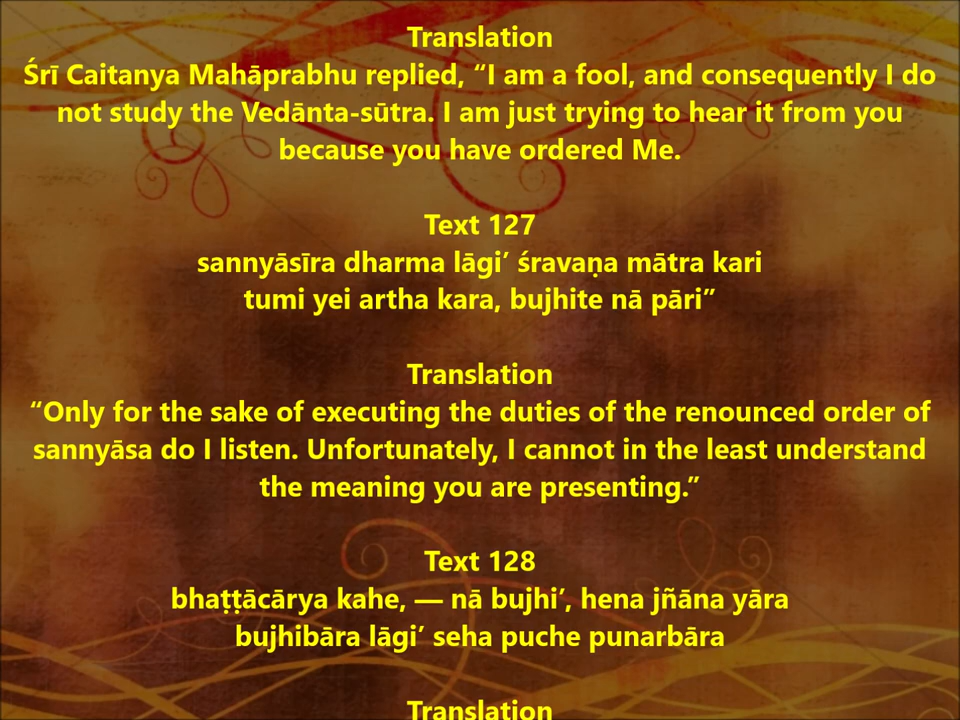 Translation
Śrī Caitanya Mahāprabhu replied, “I am a fool, and consequently I do
not study the Vedānta-sūtra. I am just trying to hear it from you
because you have ordered Me.
Text 127
sannyāsīra dharma lāgi’ śravaṇa mātra kari
tumi yei artha kara, bujhite nā pāri”
Translation
“Only for the sake of executing the duties of the renounced order of
sannyāsa do I listen. Unfortunately, I cannot in the least understand
the meaning you are presenting.”
Text 128
bhaṭṭācārya kahe, — nā bujhi’, hena jñāna yāra
bujhibāra lāgi’ seha puche punarbāra
Translation